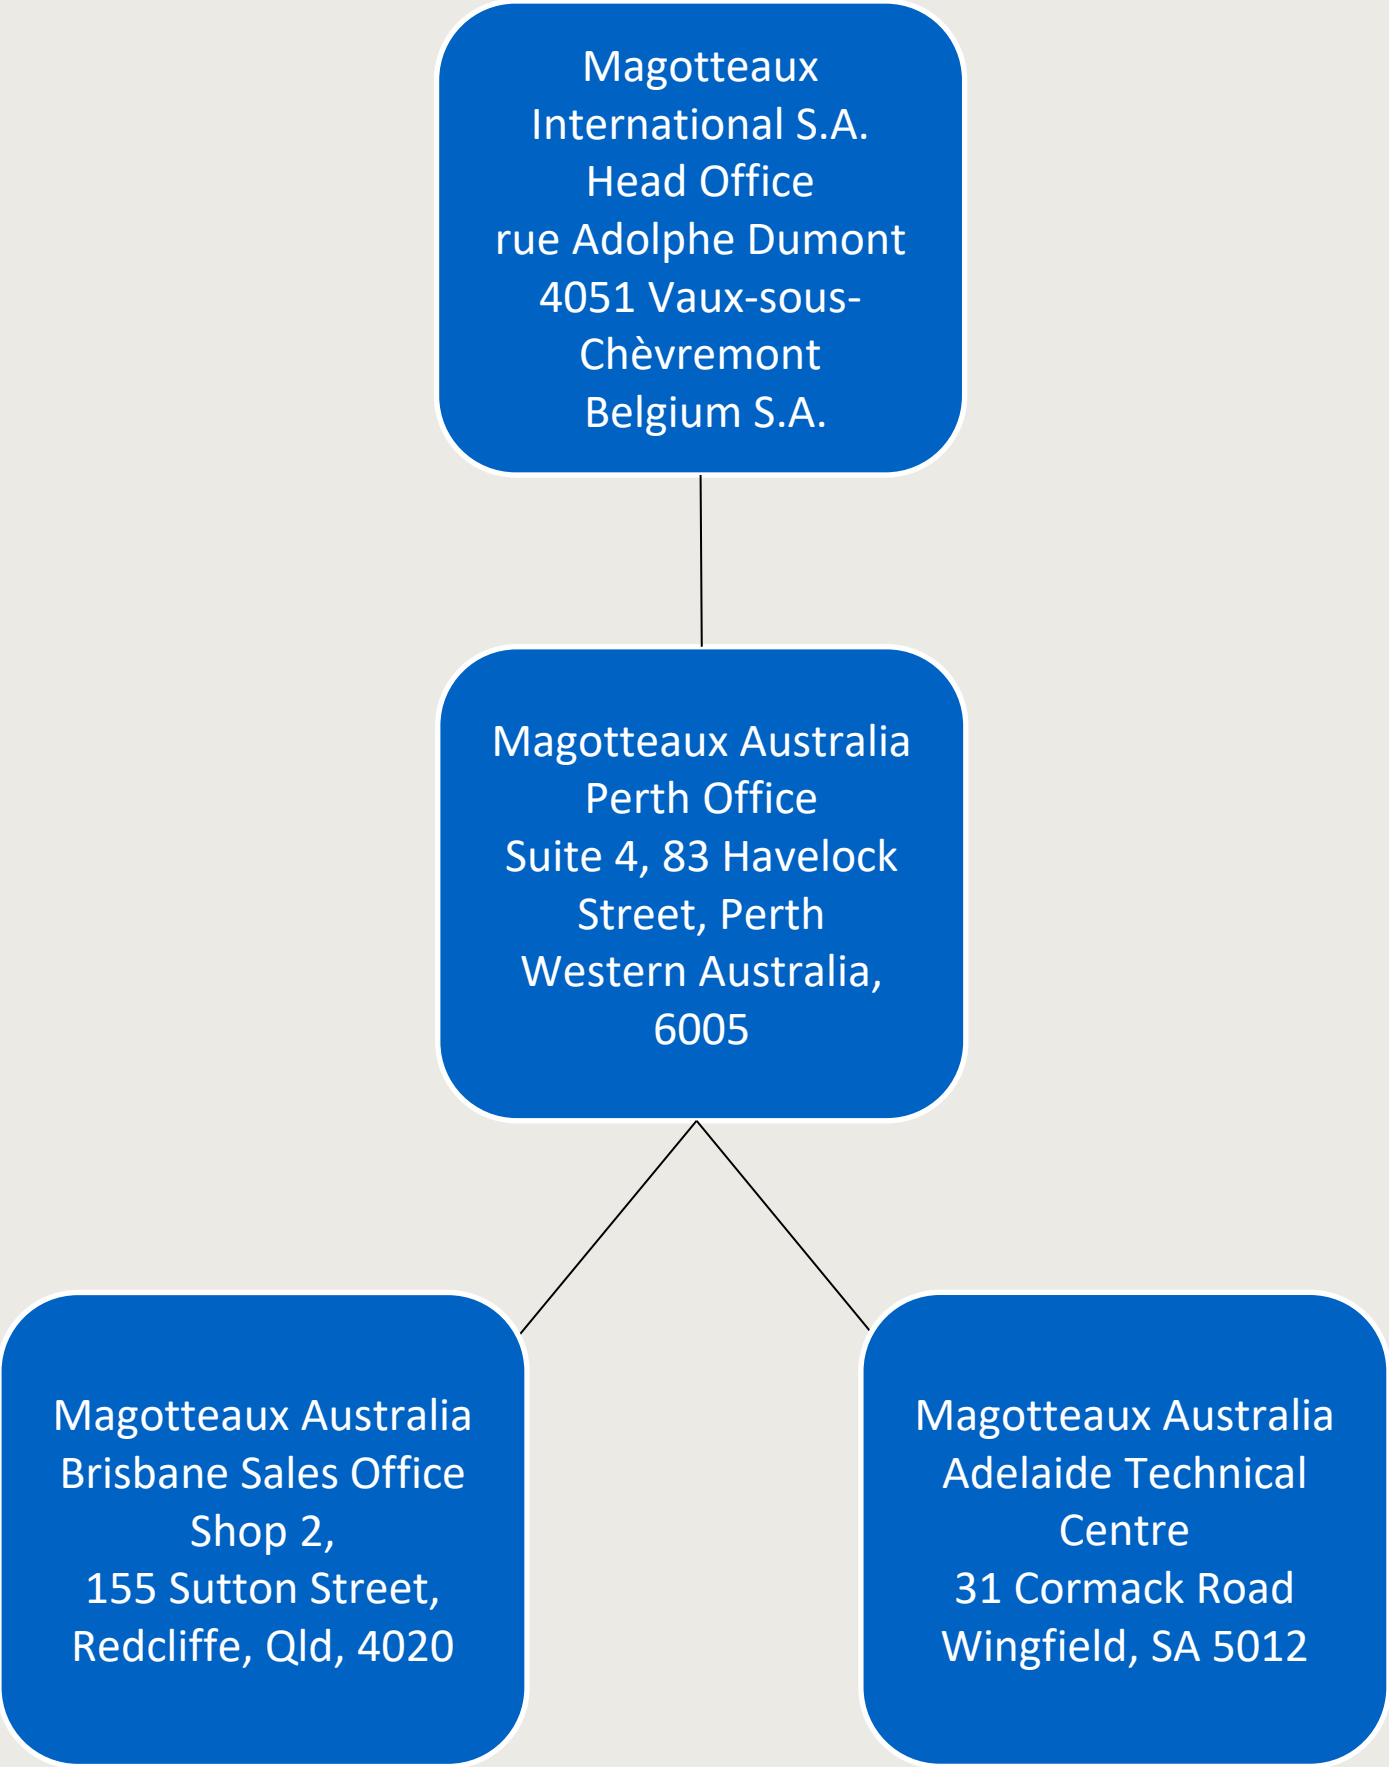 Magotteaux
International S.A.
Head Office
rue Adolphe Dumont
4051 Vaux-sous-
Chèvremont
Belgium S.A.
Magotteaux Australia
Perth Office
Suite 4, 83 Havelock
Street, Perth
Western Australia,
6005
Magotteaux Australia
Brisbane Sales Office
Shop 2,
155 Sutton Street,
Redcliffe, Qld, 4020
Magotteaux Australia
Adelaide Technical
Centre
31 Cormack Road
Wingfield, SA 5012